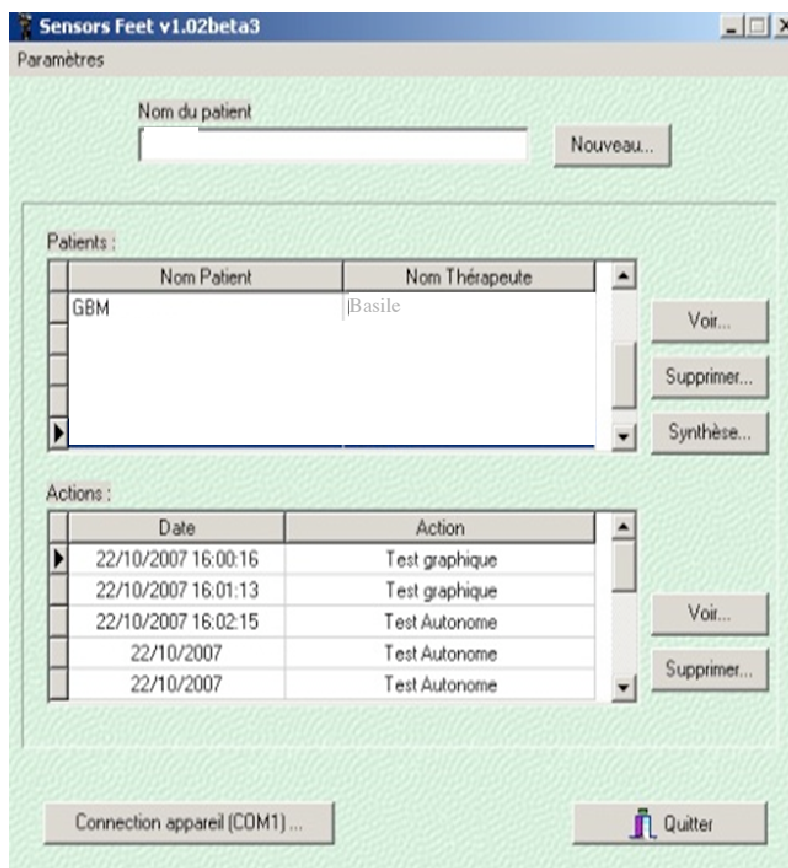 Sensors Feet v1.02beta3
Paramètres
Nom du patient
Nouveau...
Patients :
Nom Patient Nom Thérapeute
GBM Basile
Voir...
Supprimer...
Synthèse...
Actions :
Date Action
22/10/2007 16:00:16 Test graphique
22/10/2007 16:01:13 Test graphique
22/10/2007 16:02:15 Test Autonome
22/10/2007 Test Autonome
22/10/2007 Test Autonome
Voir...
Supprimer...
Connection appareil (COM1) ...
Quitter